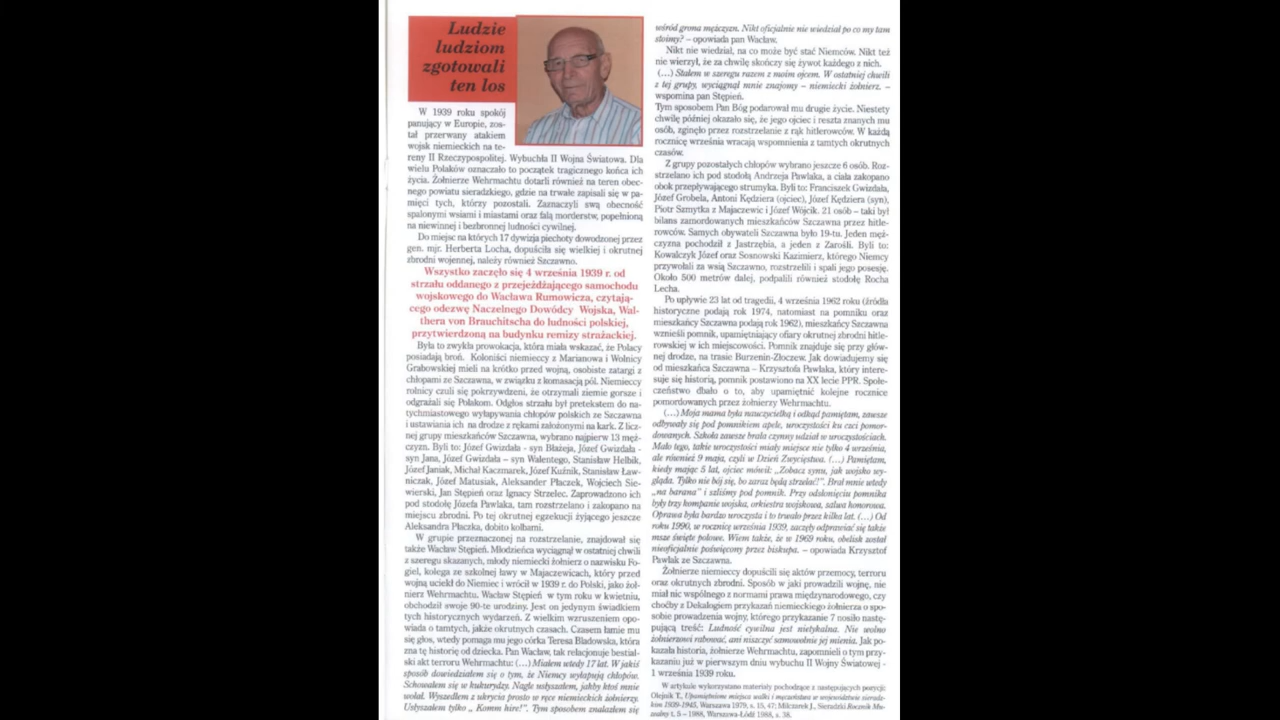 Ludzie
ludziom
zgotowali
ten los
W 1939 roku spokój
panujący w Europie, zos-
tał przerwany atakiem
wojsk niemieckich na te-
reny II Rzeczypospolitej. Wybuchła II Wojna Światowa. Dla
wielu Polaków oznaczało to początek tragicznego końca ich
życia. Żołnierze Wehrmachtu dotarli również na teren obec-
nego powiatu sieradzkiego, gdzie na trwałe zapisali się w pa-
mięci tych, którzy pozostali. Zaznaczyli swą obecność
spalonymi wsiami i miastami oraz falą morderstw, popełnioną
na niewinnej i bezbronnej ludności cywilnej.
Do miejsc na których 17 dywizja piechoty dowodzonej przez
gen. mjr. Herberta Locha, dopuściła się wielkiej i okrutnej
zbrodni wojennej, należy również Szczawno.
Wszystko zaczęło się 4 września 1939 r. od
strzału oddanego z przejeżdżającego samochodu
wojskowego do Wacława Rumowicza, czytają-
cego odezwę Naczelnego Dowódcy Wojska, Wal-
thera von Brauchitscha do ludności polskiej,
przytwierdzoną na budynku remizy strażackiej.
Była to zwykła prowokacja, która miała wskazać, że Polacy
posiadają broń. Koloniści niemieccy z Marianowa i Wolnicy
Grabowskiej mieli na krótko przed wojną, osobiste zatargi z
chłopami ze Szczawna, w związku z komasacją pól. Niemieccy
rolnicy czuli się pokrzywdzeni, że otrzymali ziemie gorsze i
odgrażali się Polakom. Odgłos strzału był pretekstem do na-
tychmiastowego wyłapywania chłopów polskich ze Szczawna
i ustawiania ich na drodze z rękami założonymi na kark. Z licz-
nej grupy mieszkańców Szczawna, wybrano najpierw 13 męż-
czyzn. Byli to: Józef Gwizdała - syn Błażeja, Józef Gwizdała -
syn Jana, Józef Gwizdała – syn Walentego, Stanisław Helbik,
Józef Janiak, Michał Kaczmarek, Józef Kuźnik, Stanisław Ław-
niczak, Józef Matusiak, Aleksander Płaczek, Wojciech Sie-
wierski, Jan Stępień oraz Ignacy Strzelec. Zaprowadzono ich
pod stodołę Józefa Pawlaka, tam rozstrzelano i zakopano na
miejscu zbrodni. Po tej okrutnej egzekucji żyjącego jeszcze
Aleksandra Płaczka, dobito kolbami.
W grupie przeznaczonej na rozstrzelanie, znajdował się
także Wacław Stępień. Młodzieńca wyciągnął w ostatniej chwili
z szeregu skazanych, młody niemiecki żołnierz o nazwisku Fo-
giel, kolega ze szkolnej ławy w Majaczewicach, który przed
wojną uciekł do Niemiec i wrócił w 1939 r. do Polski, jako żoł-
nierz Wehrmachtu. Wacław Stępień w tym roku w kwietniu,
obchodził swoje 90-te urodziny. Jest on jedynym świadkiem
tych historycznych wydarzeń. Z wielkim wzruszeniem opo-
wiada o tamtych, jakże okrutnych czasach. Czasem łamie mu
się głos, wtedy pomaga mu jego córka Teresa Bladowska, która
zna tę historię od dziecka. Pan Wacław, tak relacjonuje bestial-
ski akt terroru Wehrmachtu: (…) Miałem wtedy 17 lat. W jakiś
sposób dowiedziałem się o tym, że Niemcy wyłapują chłopów.
Schowałem się w kukurydzy. Nagle usłyszałem, jakby ktoś mnie
wołał. Wyszedłem z ukrycia prosto w ręce niemieckich żołnierzy.
Usłyszałem tylko „ Komm hire!”. Tym sposobem znalazłem się
wśród grona mężczyzn. Nikt oficjalnie nie wiedział po co my tam
stoimy? – opowiada pan Wacław.
Nikt nie wiedział, na co może być stać Niemców. Nikt też
nie wierzył, że za chwilę skończy się żywot każdego z nich.
(…) Stałem w szeregu razem z moim ojcem. W ostatniej chwili
z tej grupy, wyciągnął mnie znajomy – niemiecki żołnierz. –
wspomina pan Stępień.
Tym sposobem Pan Bóg podarował mu drugie życie. Niestety
chwilę później okazało się, że jego ojciec i reszta znanych mu
osób, zginęło przez rozstrzelanie z rąk hitlerowców. W każdą
rocznicę września wracają wspomnienia z tamtych okrutnych
czasów.
Z grupy pozostałych chłopów wybrano jeszcze 6 osób. Roz-
strzelano ich pod stodołą Andrzeja Pawlaka, a ciała zakopano
obok przepływającego strumyka. Byli to: Franciszek Gwizdała,
Józef Grobela, Antoni Kędziera (ojciec), Józef Kędziera (syn),
Piotr Szmytka z Majaczewic i Józef Wójcik. 21 osób – taki był
bilans zamordowanych mieszkańców Szczawna przez hitle-
rowców. Samych obywateli Szczawna było 19-tu. Jeden męż-
czyzna pochodził z Jastrzębia, a jeden z Zarośli. Byli to:
Kowalczyk Józef oraz Sosnowski Kazimierz, którego Niemcy
przywołali za wsią Szczawno, rozstrzelili i spali jego posesję.
Około 500 metrów dalej, podpalili również stodołę Rocha
Lecha.
Po upływie 23 lat od tragedii, 4 września 1962 roku (źródła
historyczne podają rok 1974, natomiast na pomniku oraz
mieszkańcy Szczawna podają rok 1962), mieszkańcy Szczawna
wznieśli pomnik, upamiętniający ofiary okrutnej zbrodni hitle-
rowskiej w ich miejscowości. Pomnik znajduje się przy głów-
nej drodze, na trasie Burzenin-Złoczew. Jak dowiadujemy się
od mieszkańca Szczawna – Krzysztofa Pawlaka, który intere-
suje się historią, pomnik postawiono na XX lecie PPR. Społe-
czeństwo dbało o to, aby upamiętnić kolejne rocznice
pomordowanych przez żołnierzy Wehrmachtu.
(…) Moja mama była nauczycielką i odkąd pamiętam, zawsze
odbywały się pod pomnikiem apele, uroczystości ku czci pomor-
dowanych. Szkoła zawsze brała czynny udział w uroczystościach.
Mało tego, takie uroczystości miały miejsce nie tylko 4 września,
ale również 9 maja, czyli w Dzień Zwycięstwa. (…) Pamiętam,
kiedy mając 5 lat, ojciec mówił: „Zobacz synu, jak wojsko wy-
gląda. Tylko nie bój się, bo zaraz będą strzelać!”. Brał mnie wtedy
„na barana” i szliśmy pod pomnik. Przy odsłonięciu pomnika
były trzy kompanie wojska, orkiestra wojskowa, salwa honorowa.
Oprawa była bardzo uroczysta i to trwało przez kilka lat. (…) Od
roku 1990, w rocznicę września 1939, zaczęły odprawiać się także
msze święte polowe. Wiem także, że w 1969 roku, obelisk został
nieoficjalnie poświęcony przez biskupa. – opowiada Krzysztof
Pawlak ze Szczawna.
Żołnierze niemieccy dopuścili się aktów przemocy, terroru
oraz okrutnych zbrodni. Sposób w jaki prowadzili wojnę, nie
miał nic wspólnego z normami prawa międzynarodowego, czy
choćby z Dekalogiem przykazań niemieckiego żołnierza o spo-
sobie prowadzenia wojny, którego przykazanie 7 nosiło nastę-
pującą treść: Ludność cywilna jest nietykalna. Nie wolno
żołnierzowi rabować, ani niszczyć samowolnie jej mienia. Jak po-
kazała historia, żołnierze Wehrmachtu, zapomnieli o tym przy-
kazaniu już w pierwszym dniu wybuchu II Wojny Światowej -
1 września 1939 roku.
W artykule wykorzystano materiały pochodzące z następujących pozycji:
Olejnik T., Upamiętnione miejsca walki i męczeństwa w województwie sieradz-
kim 1939-1945, Warszawa 1979, s. 15, 47; Milczarek J., Sieradzki Rocznik Mu-
zealny t. 5 – 1988, Warszawa-Łódź 1988, s. 38.